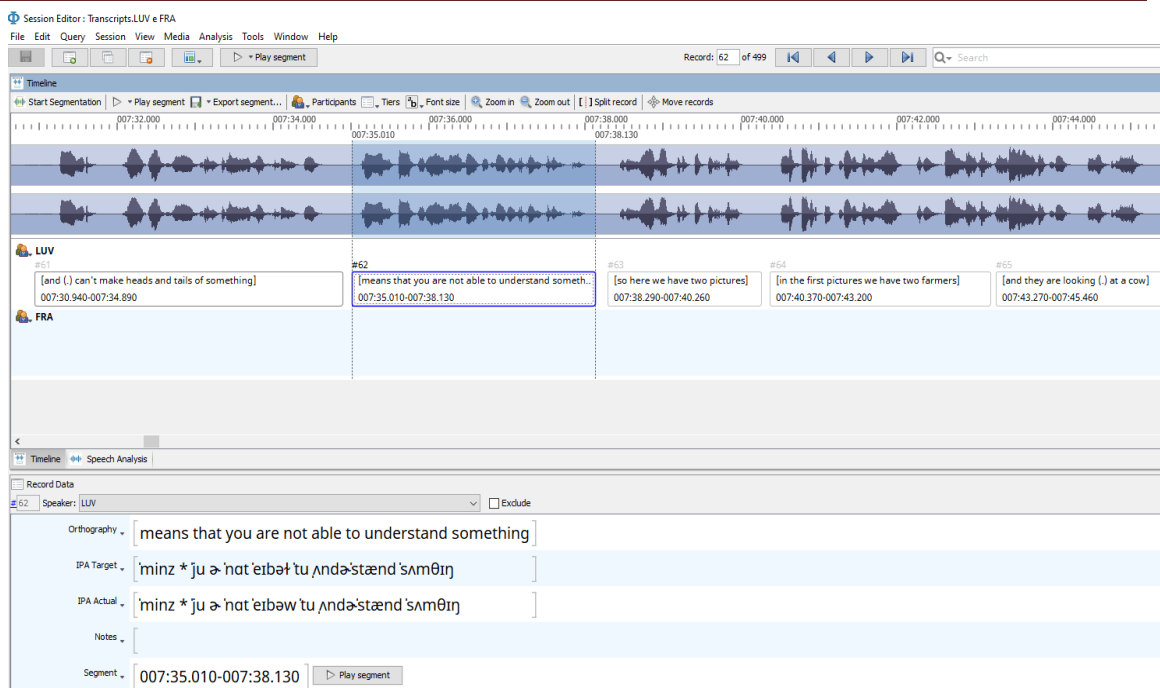 Session Editor : Transcripts.LUV e FRA
File Edit Query Session View Media Analysis Tools Window Help
Play segment Record: 62 of 499 Search
Timeline
Start Segmentation Play segment Export segment... Participants Tiers Font size Zoom in Zoom out [ ] Split record Move records
007:32.000 007:34.000 007:36.000 007:38.000 007:40.000 007:42.000 007:44.000
007:35.010 007:38.130
LUV
#61 #62 #63 #64 #65
[and (.) can't make heads and tails of something] [means that you are not able to understand someth.. [so here we have two pictures] [in the first pictures we have two farmers] [and they are looking (.) at a cow]
007:30.940-007:34.890 007:35.010-007:38.130 007:38.290-007:40.260 007:40.370-007:43.200 007:43.270-007:45.460
FRA
Timeline Speech Analysis
Record Data
# 62 Speaker: LUV Exclude
Orthography [means that you are not able to understand something]
IPA Target [ˈminz * ˈju ɚ ˈnɑt ˈeɪbəɫ ˈtu ˌʌndɚˈstænd ˈsʌmθɪŋ]
IPA Actual [ˈminz * ˈju ɚ ˈnɑt ˈeɪbəw ˈtu ˌʌndɚˈstænd ˈsʌmθɪŋ]
Notes
Segment 007:35.010-007:38.130 Play segment